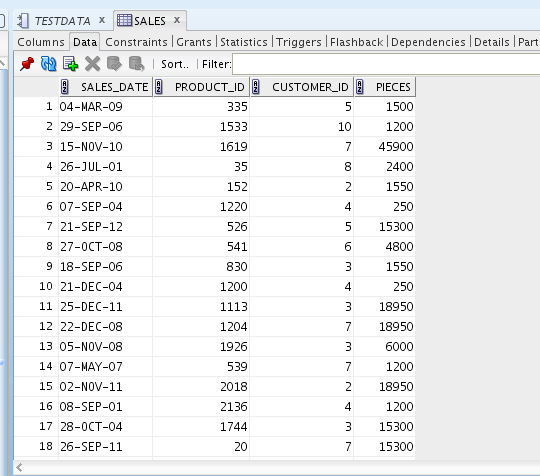 TESTDATA x SALES x
Columns Data Constraints Grants Statistics Triggers Flashback Dependencies Details Part
Sort.. Filter:
SALES_DATE PRODUCT_ID CUSTOMER_ID PIECES
1 04-MAR-09 335 5 1500
2 29-SEP-06 1533 10 1200
3 15-NOV-10 1619 7 45900
4 26-JUL-01 35 8 2400
5 20-APR-10 152 2 1550
6 07-SEP-04 1220 4 250
7 21-SEP-12 526 5 15300
8 27-OCT-08 541 6 4800
9 18-SEP-06 830 3 1550
10 21-DEC-04 1200 4 250
11 25-DEC-11 1113 3 18950
12 22-DEC-08 1204 7 18950
13 05-NOV-08 1926 3 6000
14 07-MAY-07 539 7 1200
15 02-NOV-11 2018 2 18950
16 08-SEP-01 2136 4 1200
17 28-OCT-04 1744 3 15300
18 26-SEP-11 20 7 15300